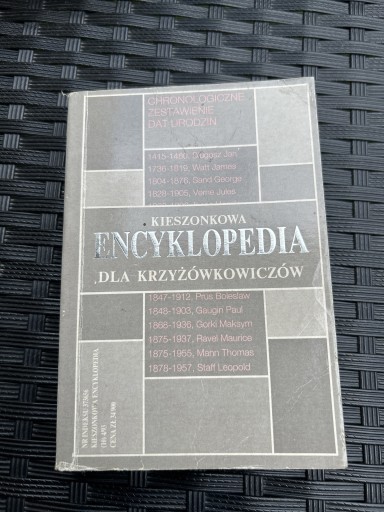 CHRONOLOGICZNE
ZESTAWIENIE
DAT URODZIN
1415-1480, Długosz Jan
1736-1819, Watt James
1804-1876, Sand George
1828-1905, Verne Jules
KIESZONKOWA
ENCYKLOPEDIA
DLA KRZYŻÓWKOWICZÓW
1847-1912, Prus Bolesław
1848-1903, Gaugin Paul
1868-1936, Gorki Maksym
1875-1937, Ravel Maurice
1875-1955, Mann Thomas
1878-1957, Staff Leopold
KIESZONKOWA ENCYKLOPEDIA